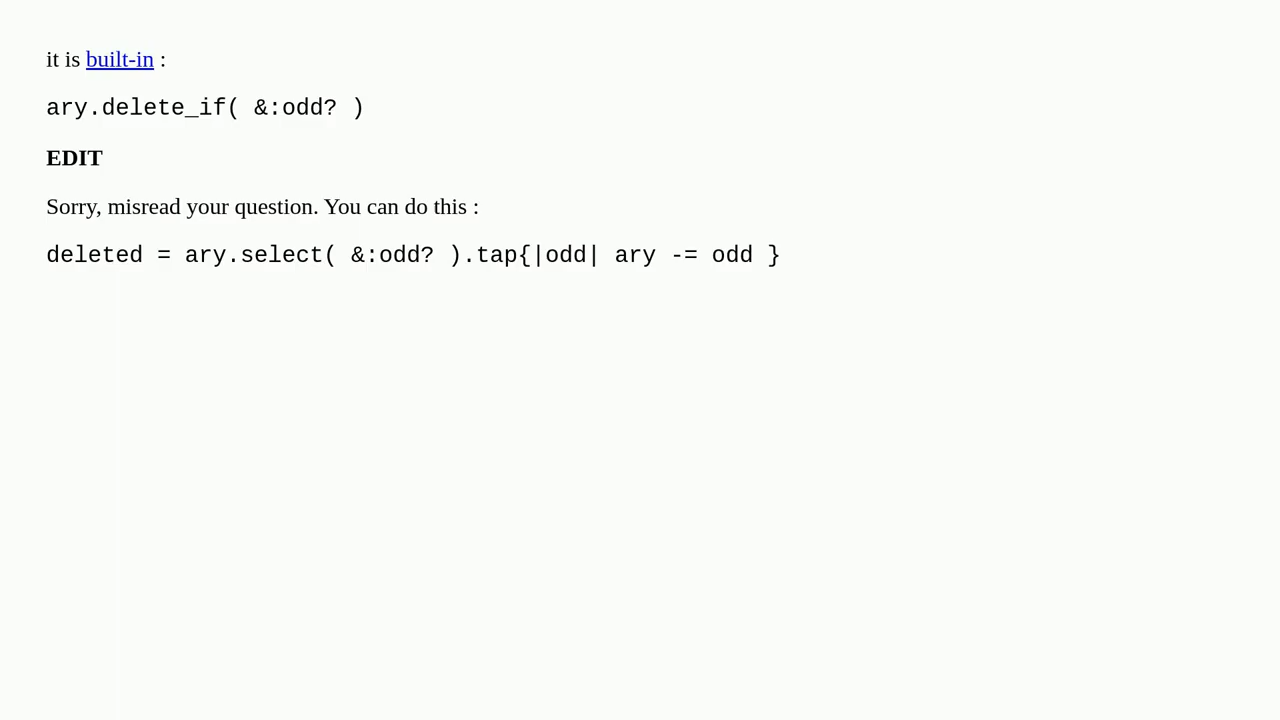 it is built-in :
ary.delete_if( &:odd? )
EDIT
Sorry, misread your question. You can do this :
deleted = ary.select( &:odd? ).tap{|odd| ary -= odd }